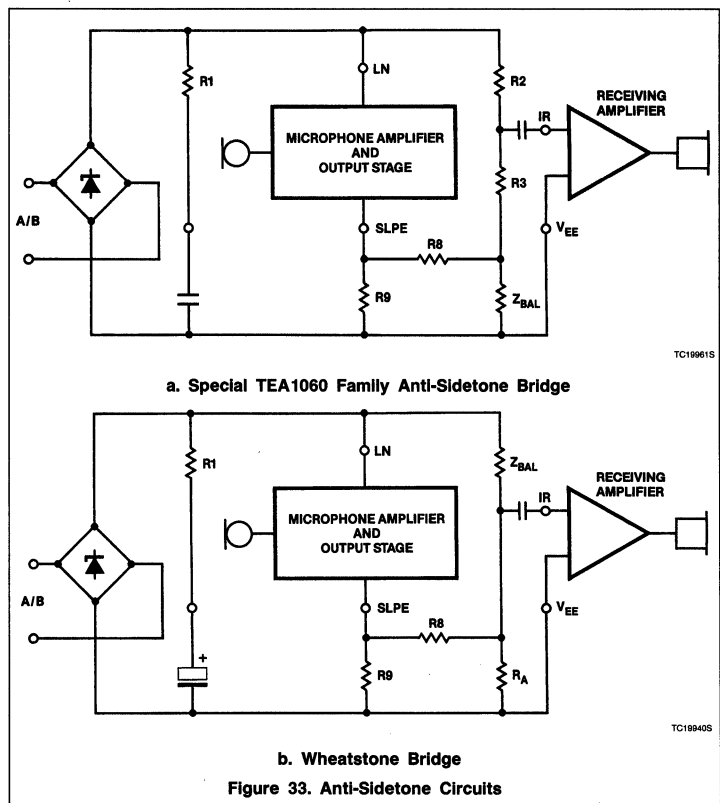 R1
LN
R2
RECEIVING
AMPLIFIER
IR
MICROPHONE AMPLIFIER
AND
OUTPUT STAGE
R3
A/B
SLPE
VEE
R8
R9
ZBAL
TC19961S
a. Special TEA1060 Family Anti-Sidetone Bridge
R1
LN
ZBAL
RECEIVING
AMPLIFIER
IR
MICROPHONE AMPLIFIER
AND
OUTPUT STAGE
A/B
SLPE
VEE
R8
+
R9
RA
TC19940S
b. Wheatstone Bridge
Figure 33. Anti-Sidetone Circuits